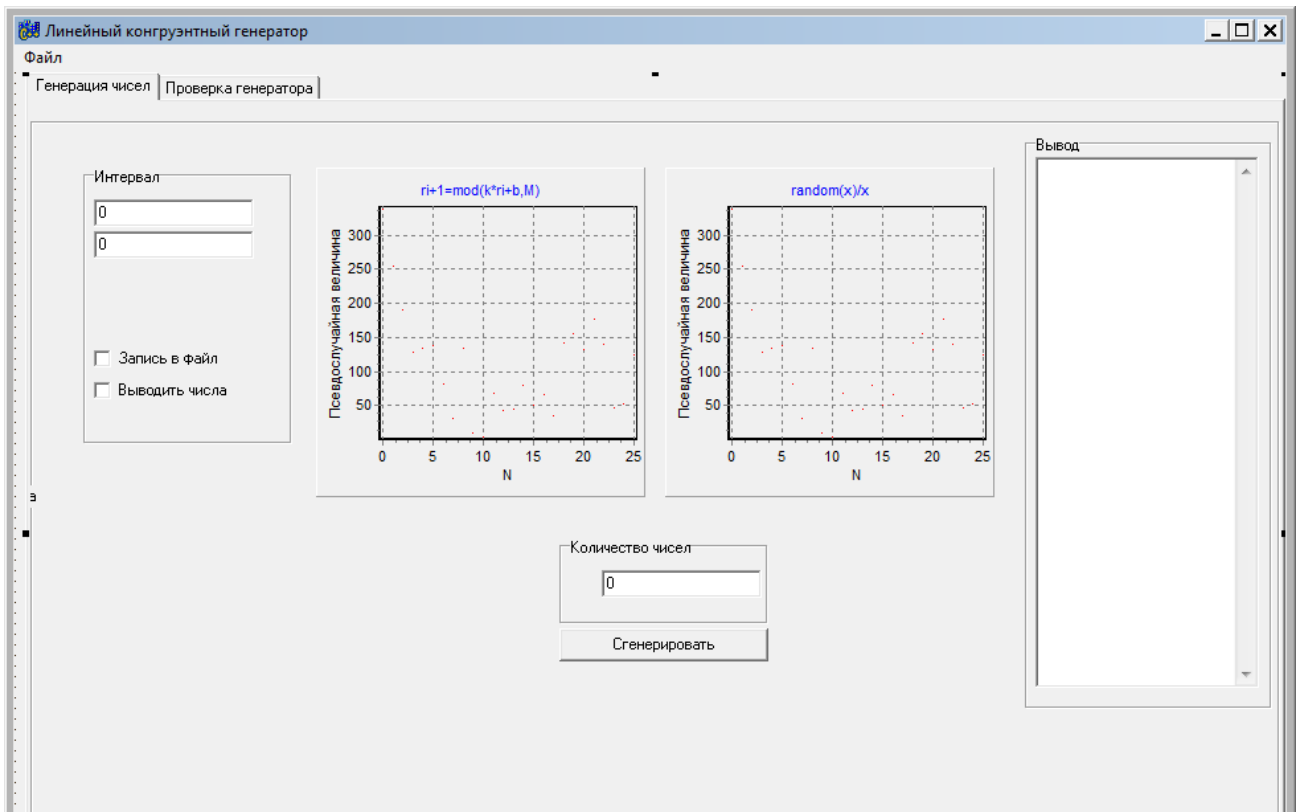 Линейный конгруэнтный генератор
Файл
Генерация чисел
Проверка генератора
Интервал
0
0
Запись в файл
Выводить числа
ri+1=mod(k*ri+b,M)
Псевдослучайная величина
300
250
200
150
100
50
0 5 10 15 20 25
N
random(x)/x
Псевдослучайная величина
300
250
200
150
100
50
0 5 10 15 20 25
N
Вывод
Количество чисел
0
Сгенерировать